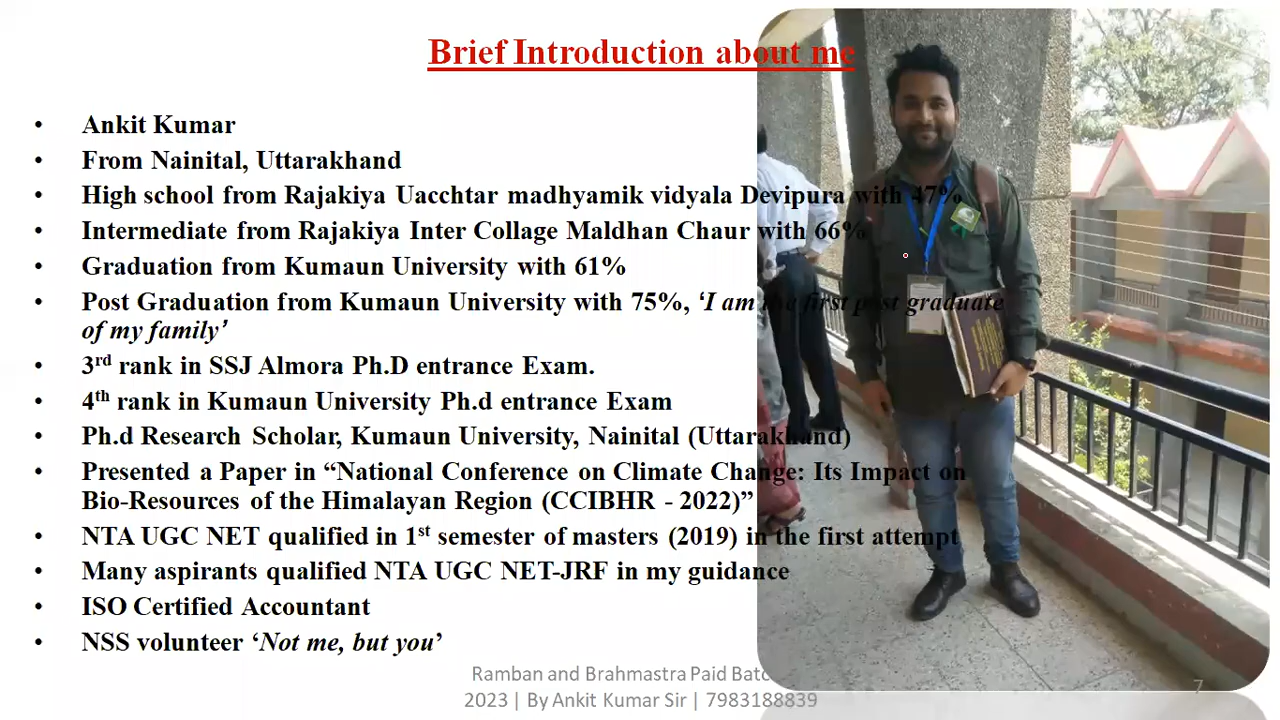 Brief Introduction about me
• Ankit Kumar
• From Nainital, Uttarakhand
• High school from Rajakiya Uacchtar madhyamik vidyala Devipura with 47%
• Intermediate from Rajakiya Inter Collage Maldhan Chaur with 66%
• Graduation from Kumaun University with 61%
• Post Graduation from Kumaun University with 75%, ‘I am the first post graduate
of my family’
• 3rd rank in SSJ Almora Ph.D entrance Exam.
• 4th rank in Kumaun University Ph.d entrance Exam
• Ph.d Research Scholar, Kumaun University, Nainital (Uttarakhand)
• Presented a Paper in “National Conference on Climate Change: Its Impact on
Bio-Resources of the Himalayan Region (CCIBHR - 2022)”
• NTA UGC NET qualified in 1st semester of masters (2019) in the first attempt
• Many aspirants qualified NTA UGC NET-JRF in my guidance
• ISO Certified Accountant
• NSS volunteer ‘Not me, but you’
Ramban and Brahmastra Paid
2023 | By Ankit Kumar Sir | 7983188839
7